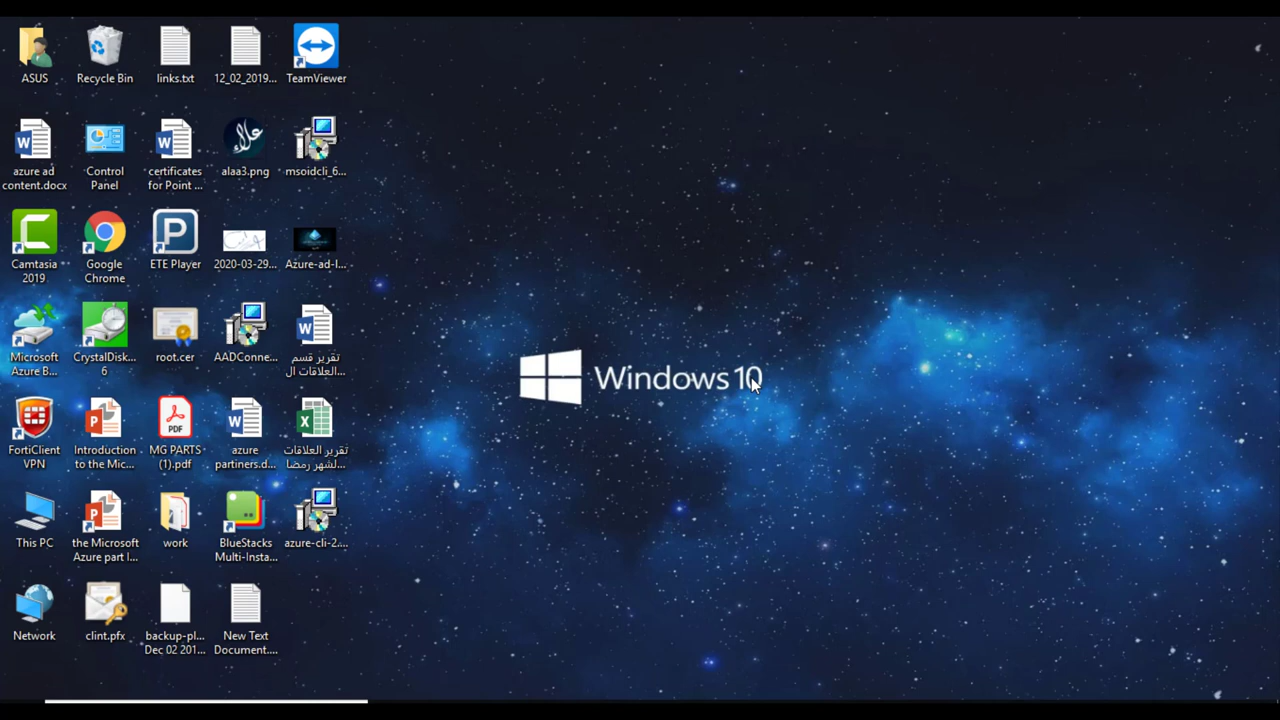 ASUS
Recycle Bin
links.txt
12_02_2019...
TeamViewer
azure ad
content.docx
Control
Panel
certificates
for Point ...
alaa3.png
msoidcli_6...
Camtasia
2019
Google
Chrome
ETE Player
2020-03-29...
Azure-ad-I...
Microsoft
Azure B...
CrystalDisk...
6
root.cer
AADConne...
تقرير قسم
العلاقات ال...
FortiClient
VPN
Introduction
to the Mic...
MG PARTS
(1).pdf
azure
partners.d...
تقرير العلاقات
لشهر رمضا...
This PC
the Microsoft
Azure part I...
work
BlueStacks
Multi-Insta...
azure-cli-2....
Network
clint.pfx
backup-pl...
Dec 02 201...
New Text
Document....
علاء
PDF
Windows 10